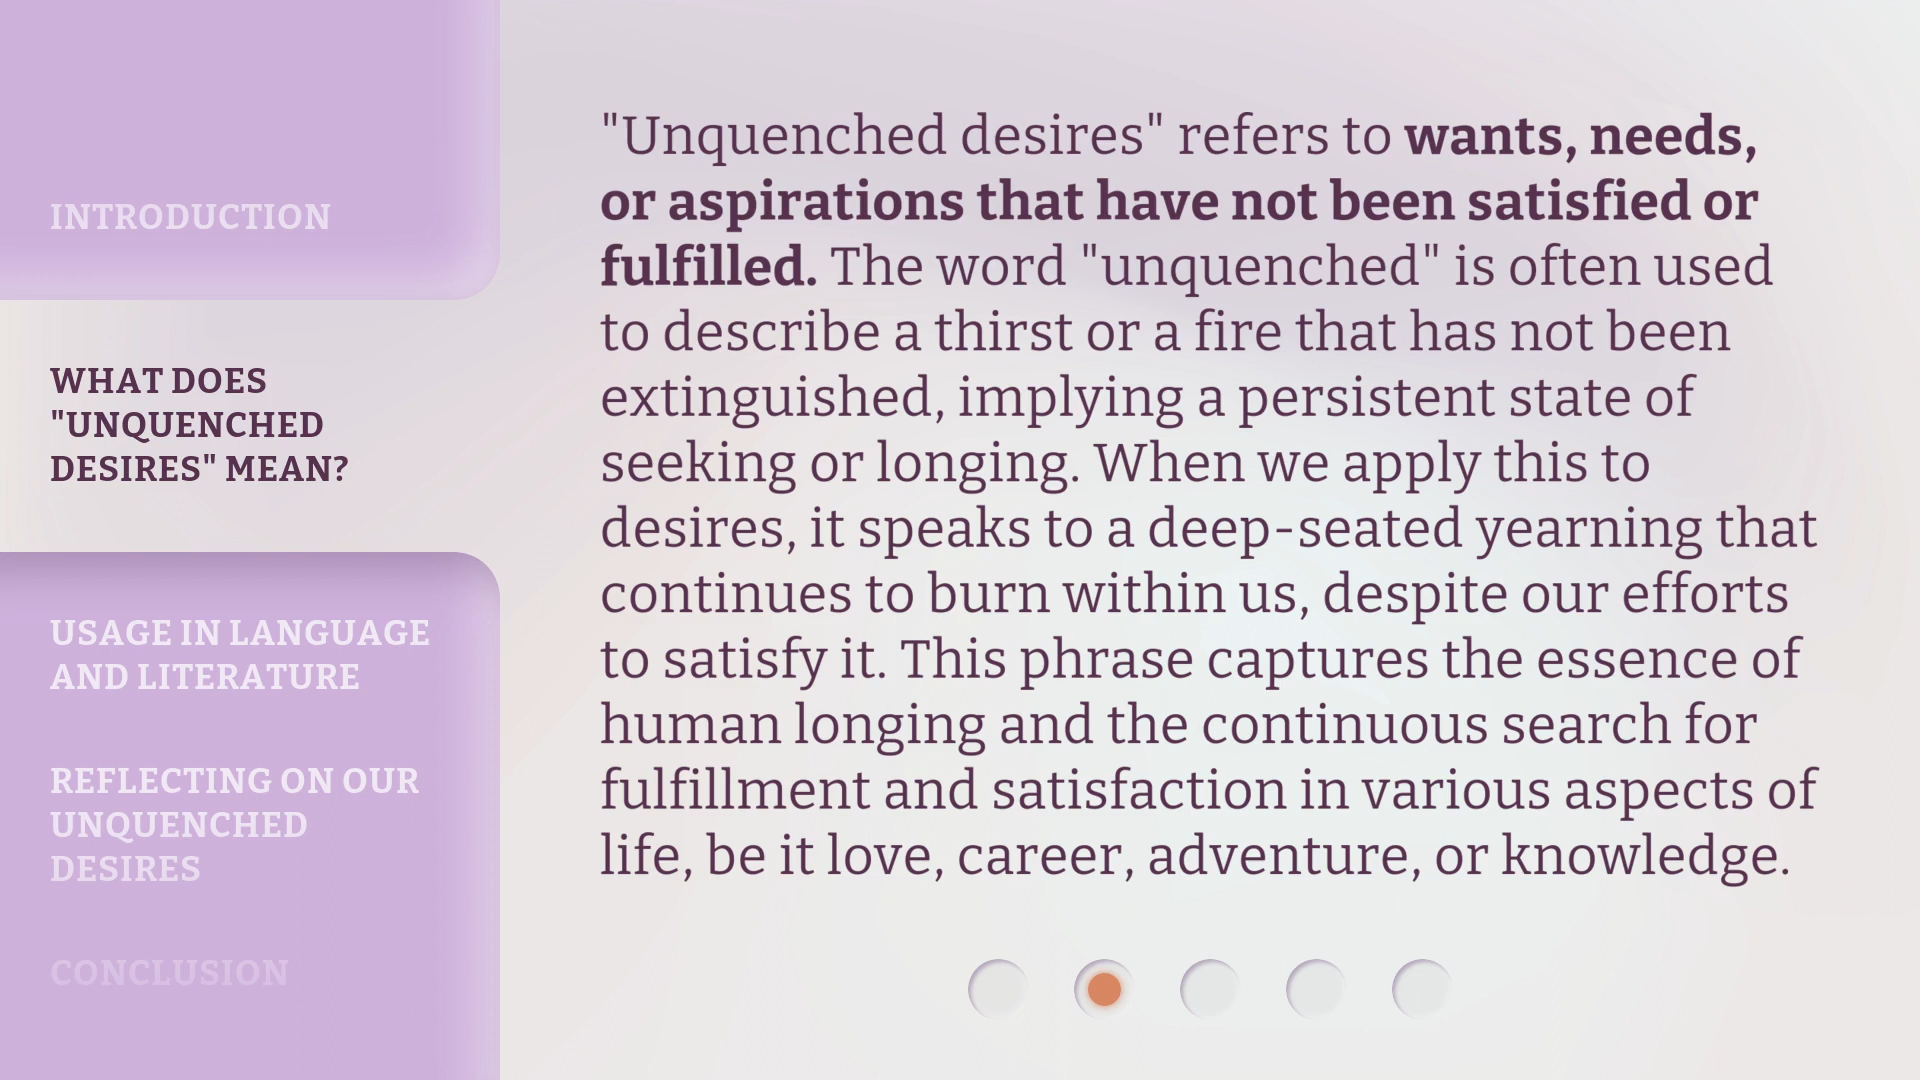 INTRODUCTION
WHAT DOES
"UNQUENCHED
DESIRES" MEAN?
USAGE IN LANGUAGE
AND LITERATURE
REFLECTING ON OUR
UNQUENCHED
DESIRES
CONCLUSION
"Unquenched desires" refers to wants, needs,
or aspirations that have not been satisfied or
fulfilled. The word "unquenched" is often used
to describe a thirst or a fire that has not been
extinguished, implying a persistent state of
seeking or longing. When we apply this to
desires, it speaks to a deep-seated yearning that
continues to burn within us, despite our efforts
to satisfy it. This phrase captures the essence of
human longing and the continuous search for
fulfillment and satisfaction in various aspects of
life, be it love, career, adventure, or knowledge.